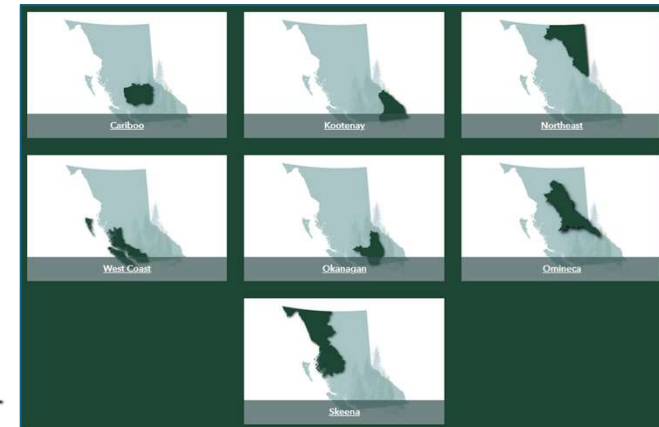 Cariboo
Kootenay
Northeast
West Coast
Okanagan
Omineca
Skeena